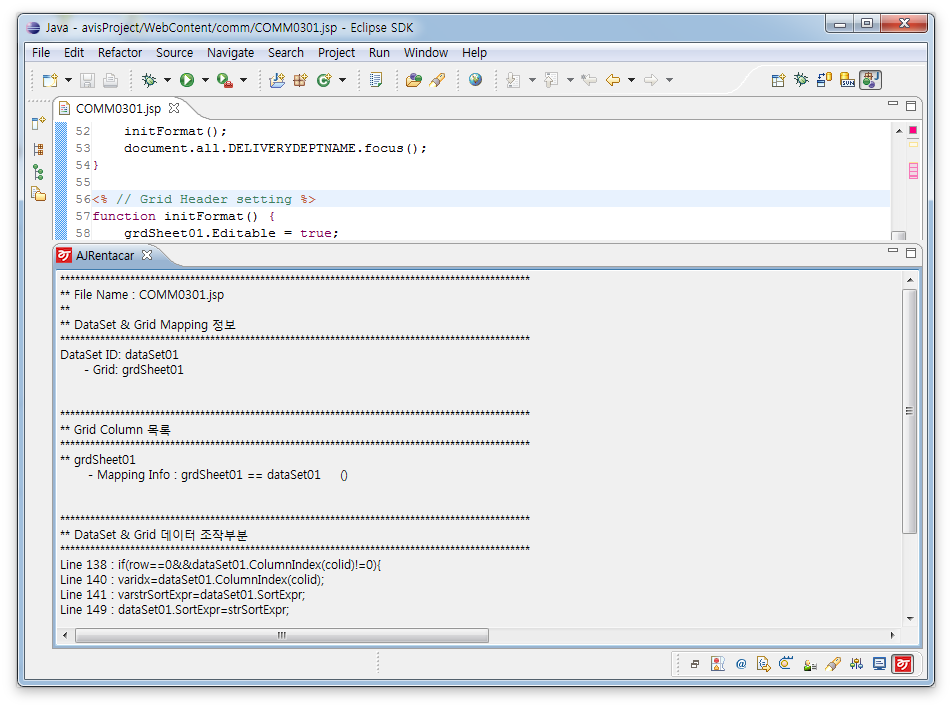 Java - avisProject/WebContent/comm/COMM0301.jsp - Eclipse SDK
File Edit Refactor Source Navigate Search Project Run Window Help
COMM0301.jsp
52 initFormat();
53 document.all.DELIVERYDEPTNAME.focus();
54 }
55
56 <% // Grid Header setting %>
57 function initFormat() {
58 grdSheet01.Editable = true;
AJRentacar
**********************************************************************************************
** File Name : COMM0301.jsp
**
** DataSet & Grid Mapping 정보
**********************************************************************************************
DataSet ID: dataSet01
- Grid: grdSheet01
**********************************************************************************************
** Grid Column 목록
**********************************************************************************************
** grdSheet01
- Mapping Info : grdSheet01 == dataSet01 ()
**********************************************************************************************
** DataSet & Grid 데이터 조작부분
**********************************************************************************************
Line 138 : if(row==0&&dataSet01.ColumnIndex(colid)!=0){
Line 140 : varidx=dataSet01.ColumnIndex(colid);
Line 141 : varstrSortExpr=dataSet01.SortExpr;
Line 149 : dataSet01.SortExpr=strSortExpr;